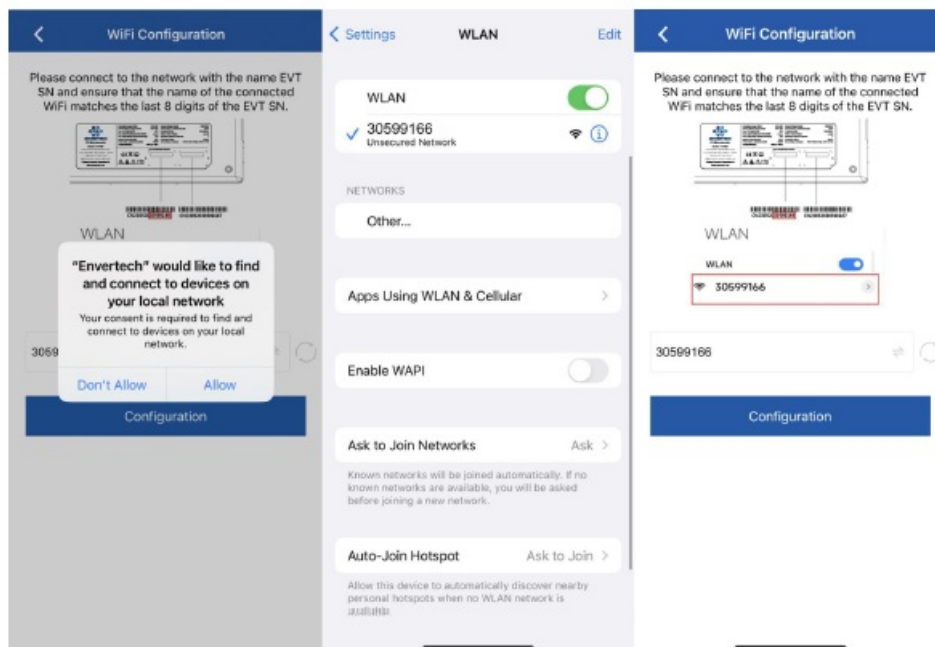 WiFi Configuration
Please connect to the network with the name EVT
SN and ensure that the name of the connected
WiFi matches the last 8 digits of the EVT SN.
WLAN
"Envertech" would like to find
and connect to devices on
your local network
Your consent is required to find and
connect to devices on your local
network.
Don't Allow
Allow
Configuration
Settings
WLAN
Edit
WLAN
30599166
Unsecured Network
NETWORKS
Other...
Apps Using WLAN & Cellular
Enable WAPI
Ask to Join Networks
Ask
Known networks will be joined automatically. If no
known networks are available, you will be asked
before joining a new network.
Auto-Join Hotspot
Ask to Join
Allow this device to automatically discover nearby
personal hotspots when no WLAN network is
available.
WiFi Configuration
Please connect to the network with the name EVT
SN and ensure that the name of the connected
WiFi matches the last 8 digits of the EVT SN.
WLAN
WLAN
30599166
30599166
Configuration